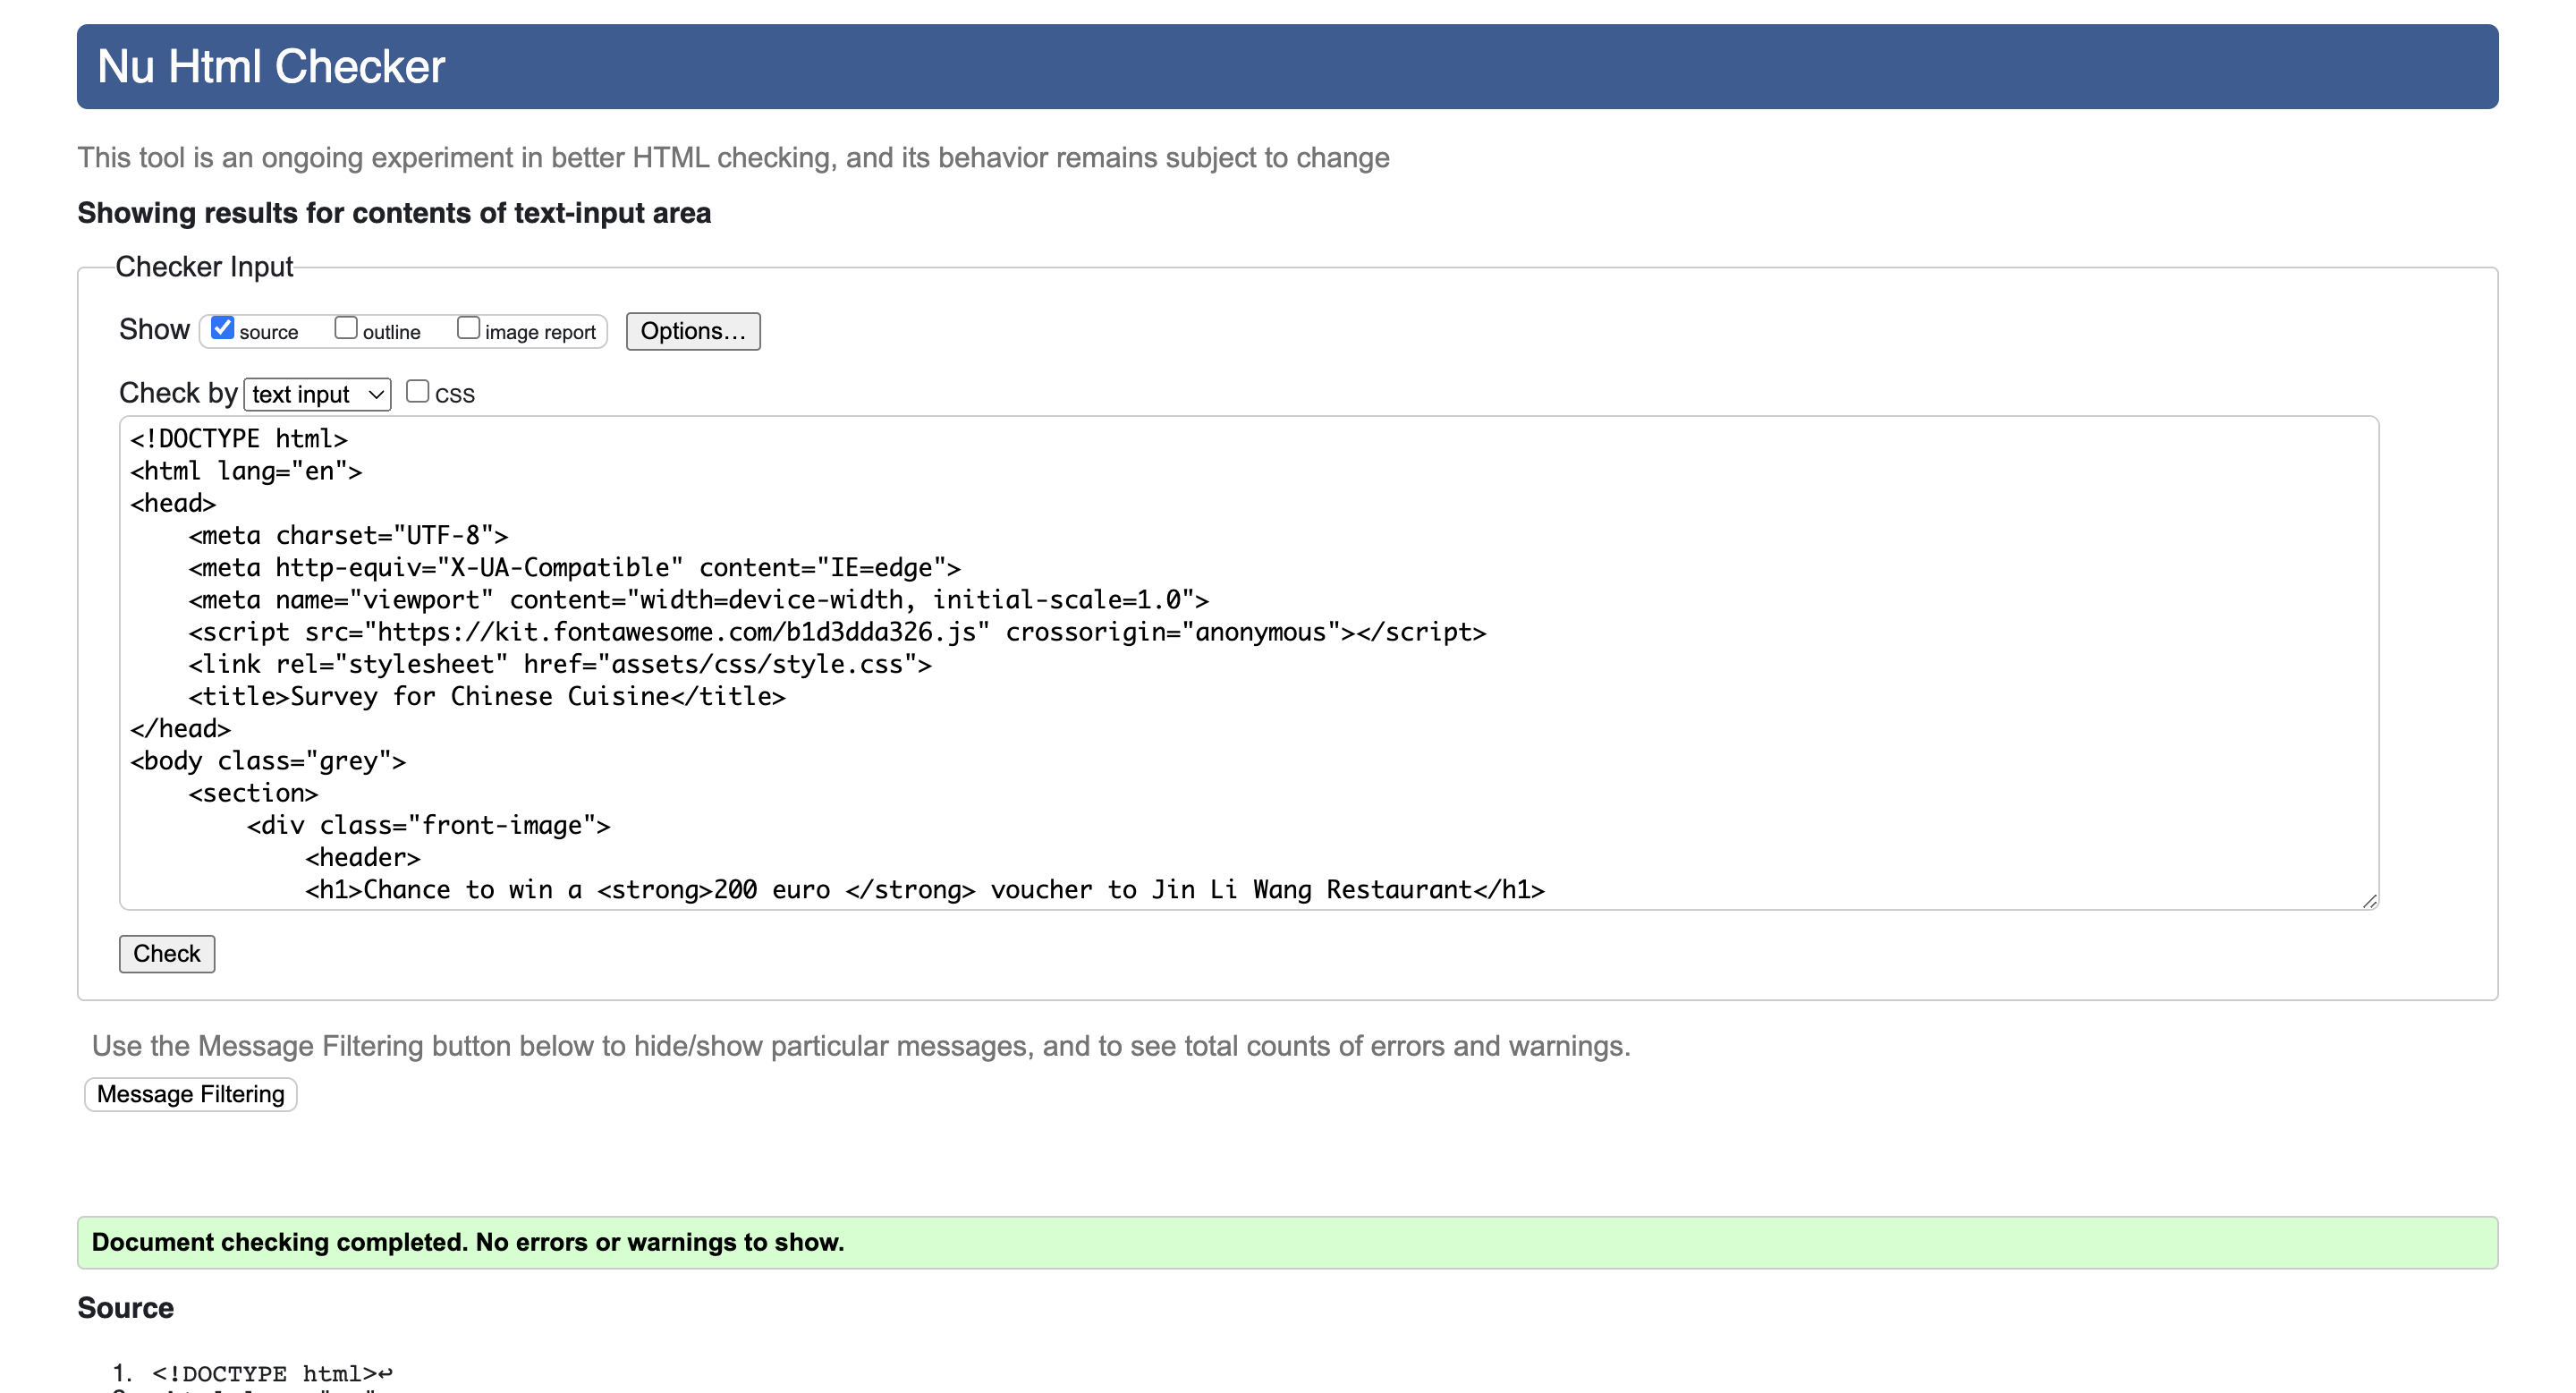 Nu Html Checker
This tool is an ongoing experiment in better HTML checking, and its behavior remains subject to change
Showing results for contents of text-input area
Checker Input
Show source outline image report Options...
Check by text input CSS
<!DOCTYPE html>
<html lang="en">
<head>
    <meta charset="UTF-8">
    <meta http-equiv="X-UA-Compatible" content="IE=edge">
    <meta name="viewport" content="width=device-width, initial-scale=1.0">
    <script src="https://kit.fontawesome.com/b1d3dda326.js" crossorigin="anonymous"></script>
    <link rel="stylesheet" href="assets/css/style.css">
    <title>Survey for Chinese Cuisine</title>
</head>
<body class="grey">
    <section>
        <div class="front-image">
            <header>
            <h1>Chance to win a <strong>200 euro </strong> voucher to Jin Li Wang Restaurant</h1>
Check
Use the Message Filtering button below to hide/show particular messages, and to see total counts of errors and warnings.
Message Filtering
Document checking completed. No errors or warnings to show.
Source
1. <!DOCTYPE html>↩